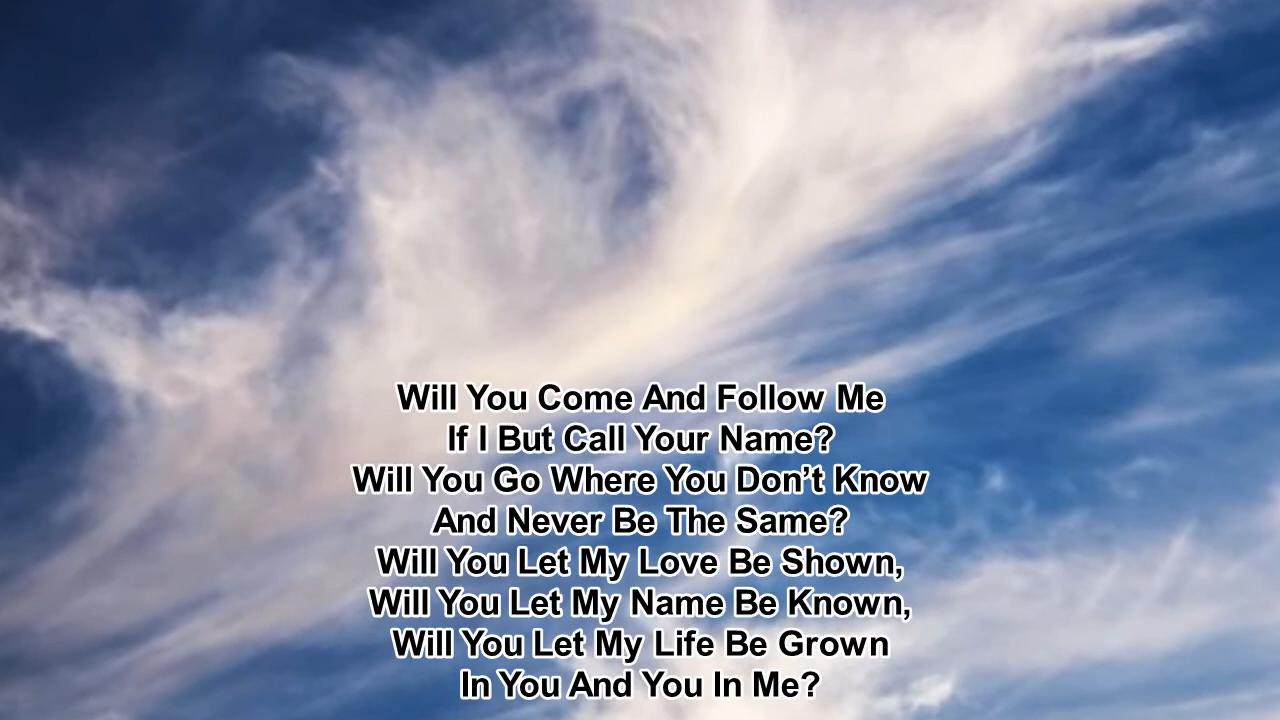 Will You Come And Follow Me
If I But Call Your Name?
Will You Go Where You Don’t Know
And Never Be The Same?
Will You Let My Love Be Shown,
Will You Let My Name Be Known,
Will You Let My Life Be Grown
In You And You In Me?